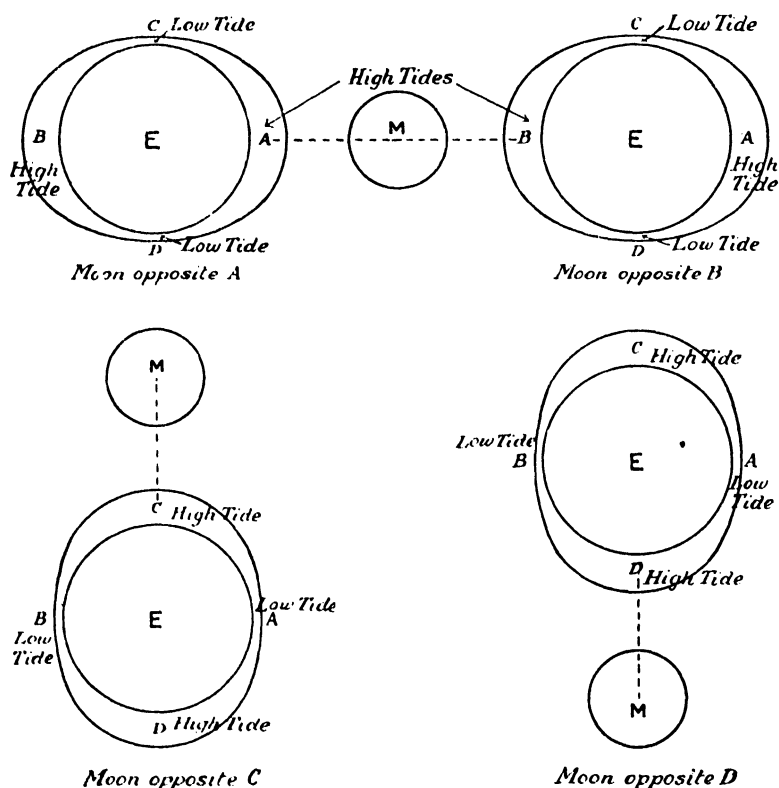 C
Low Tide
High Tides
B
E
A
M
High
Tide
Low Tide
D
Moon opposite A
C
Low Tide
B
E
A
High
Tide
Low Tide
D
Moon opposite B
M
C
High Tide
B
E
Low Tide
A
Low
Tide
D
High Tide
Moon opposite C
C
High Tide
Low Tide
B
E
A
Low
Tide
D
High Tide
M
Moon opposite D